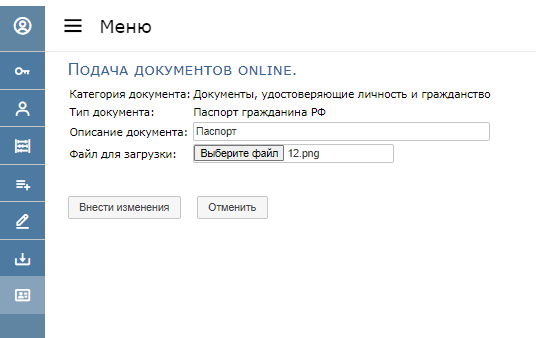 Меню
Подача документов online.
Категория документа: Документы, удостоверяющие личность и гражданство
Тип документа: Паспорт гражданина РФ
Описание документа: Паспорт
Файл для загрузки: Выберите файл 12.png
Внести изменения Отменить